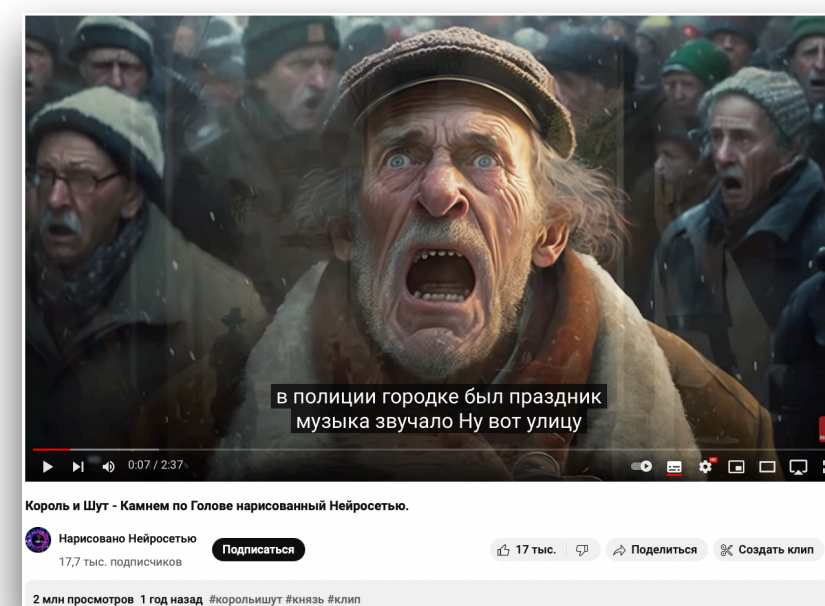 в полиции городке был праздник
музыка звучало Ну вот улицу
0:07 / 2:37
HD
Король и Шут - Камнем по Голове нарисованный Нейросетью.
Нарисовано Нейросетью
17,7 тыс. подписчиков
Подписаться
17 тыс.
Поделиться
Создать клип
2 млн просмотров 1 год назад #корольишут #князь #клип